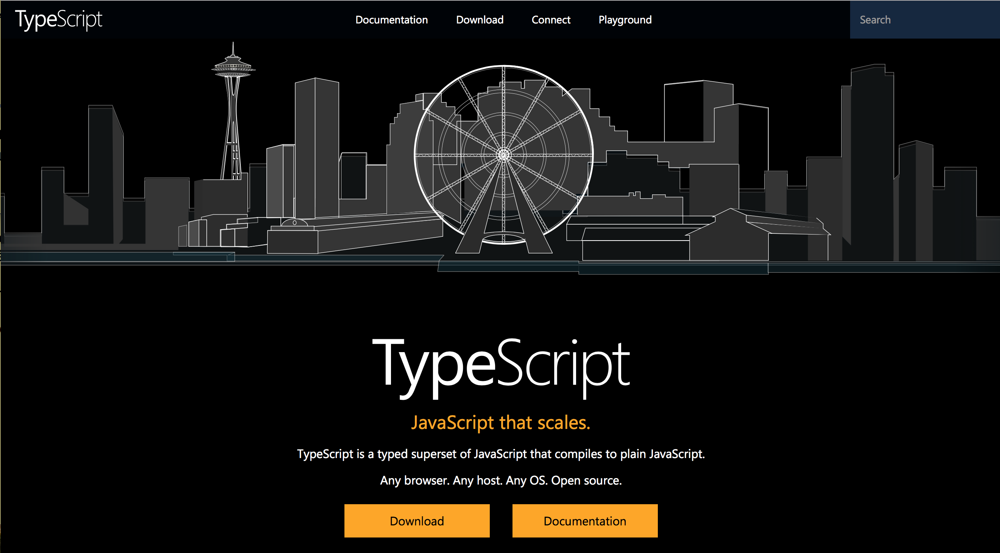 TypeScript
Documentation Download Connect Playground
Search
TypeScript
JavaScript that scales.
TypeScript is a typed superset of JavaScript that compiles to plain JavaScript.
Any browser. Any host. Any OS. Open source.
Download Documentation